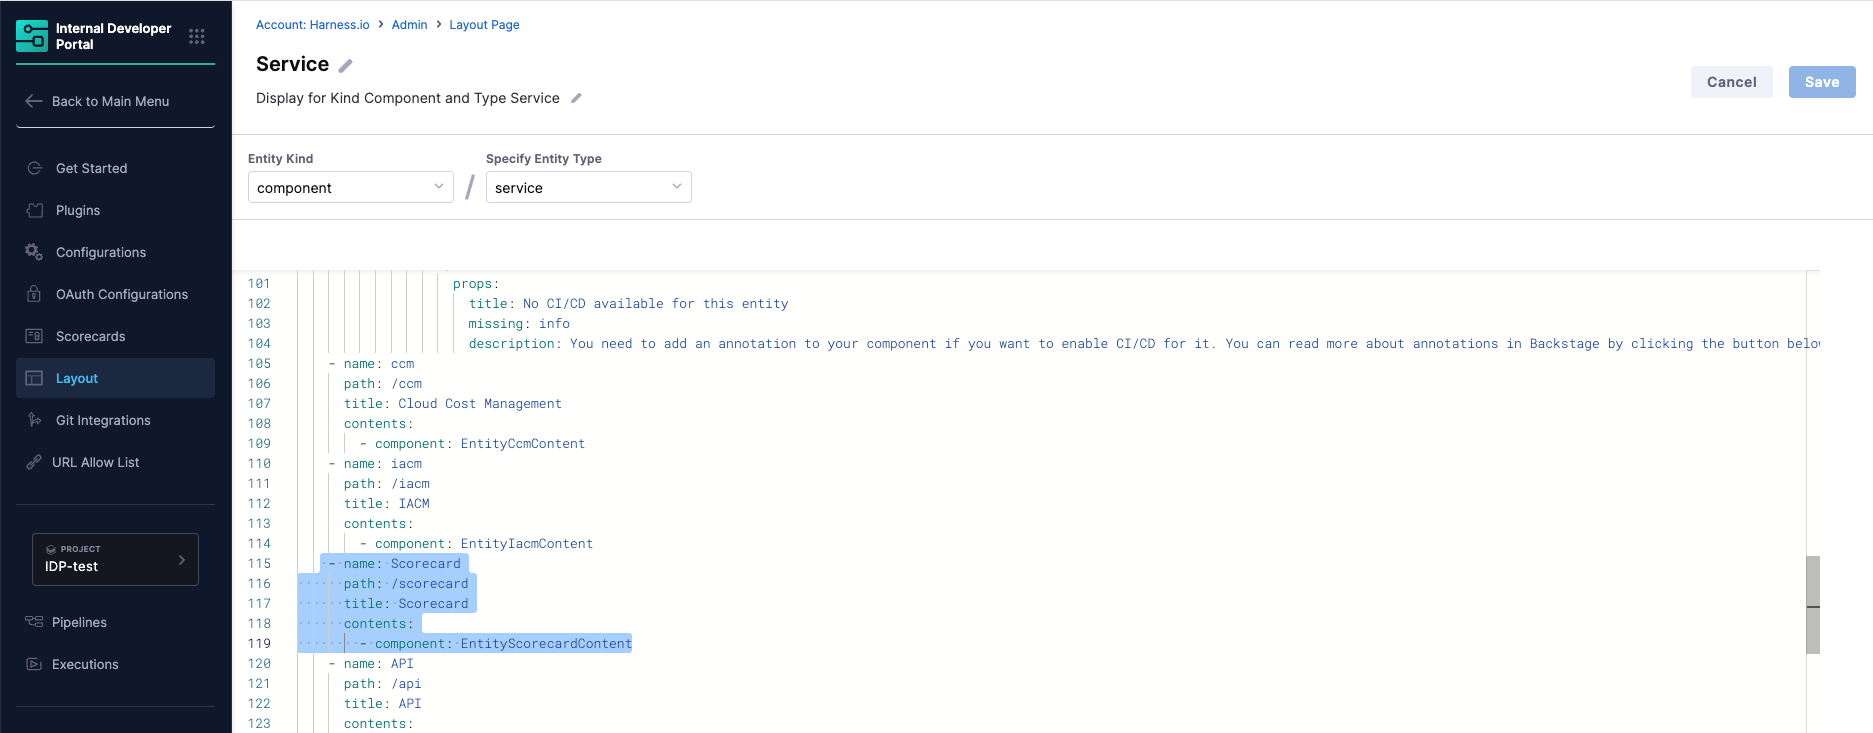 Internal Developer
Portal
Back to Main Menu
Get Started
Plugins
Configurations
OAuth Configurations
Scorecards
Layout
Git Integrations
URL Allow List
PROJECT
IDP-test
Pipelines
Executions
Account: Harness.io > Admin > Layout Page
Service
Display for Kind Component and Type Service
Cancel
Save
Entity Kind
Specify Entity Type
component / service
101 props:
102 title: No CI/CD available for this entity
103 missing: info
104 description: You need to add an annotation to your component if you want to enable CI/CD for it. You can read more about annotations in Backstage by clicking the button
105 - name: ccm
106 path: /ccm
107 title: Cloud Cost Management
108 contents:
109 - component: EntityCcmContent
110 - name: iacm
111 path: /iacm
112 title: IACM
113 contents:
114 - component: EntityIacmContent
115 - name: Scorecard
116 path: /scorecard
117 title: Scorecard
118 contents:
119 - component: EntityScorecardContent
120 - name: API
121 path: /api
122 title: API
123 contents: